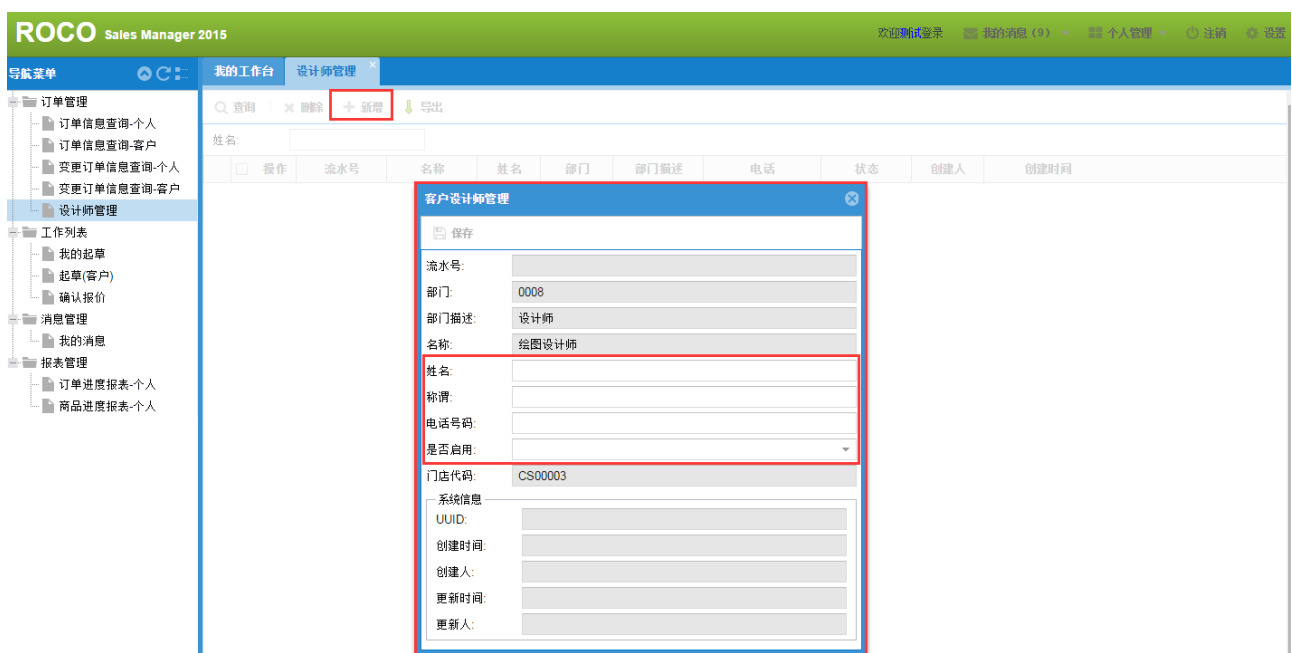 ROCO Sales Manager 2015
欢迎测试登录 我的消息（9） 个人管理 注销 设置
导航菜单
我的工作台 设计师管理
订单管理
订单信息查询-个人
订单信息查询-客户
变更订单信息查询-个人
变更订单信息查询-客户
设计师管理
工作列表
我的起草
起草(客户)
确认报价
消息管理
我的消息
报表管理
订单进度报表-个人
商品进度报表-个人
查询 删除 新增 导出
姓名:
操作 流水号 名称 姓名 部门 部门描述 电话 状态 创建人 创建时间
客户设计师管理
保存
流水号:
部门: 0008
部门描述: 设计师
名称: 绘图设计师
姓名:
称谓:
电话号码:
是否启用:
门店代码: CS00003
系统信息
UUID:
创建时间:
创建人:
更新时间:
更新人: